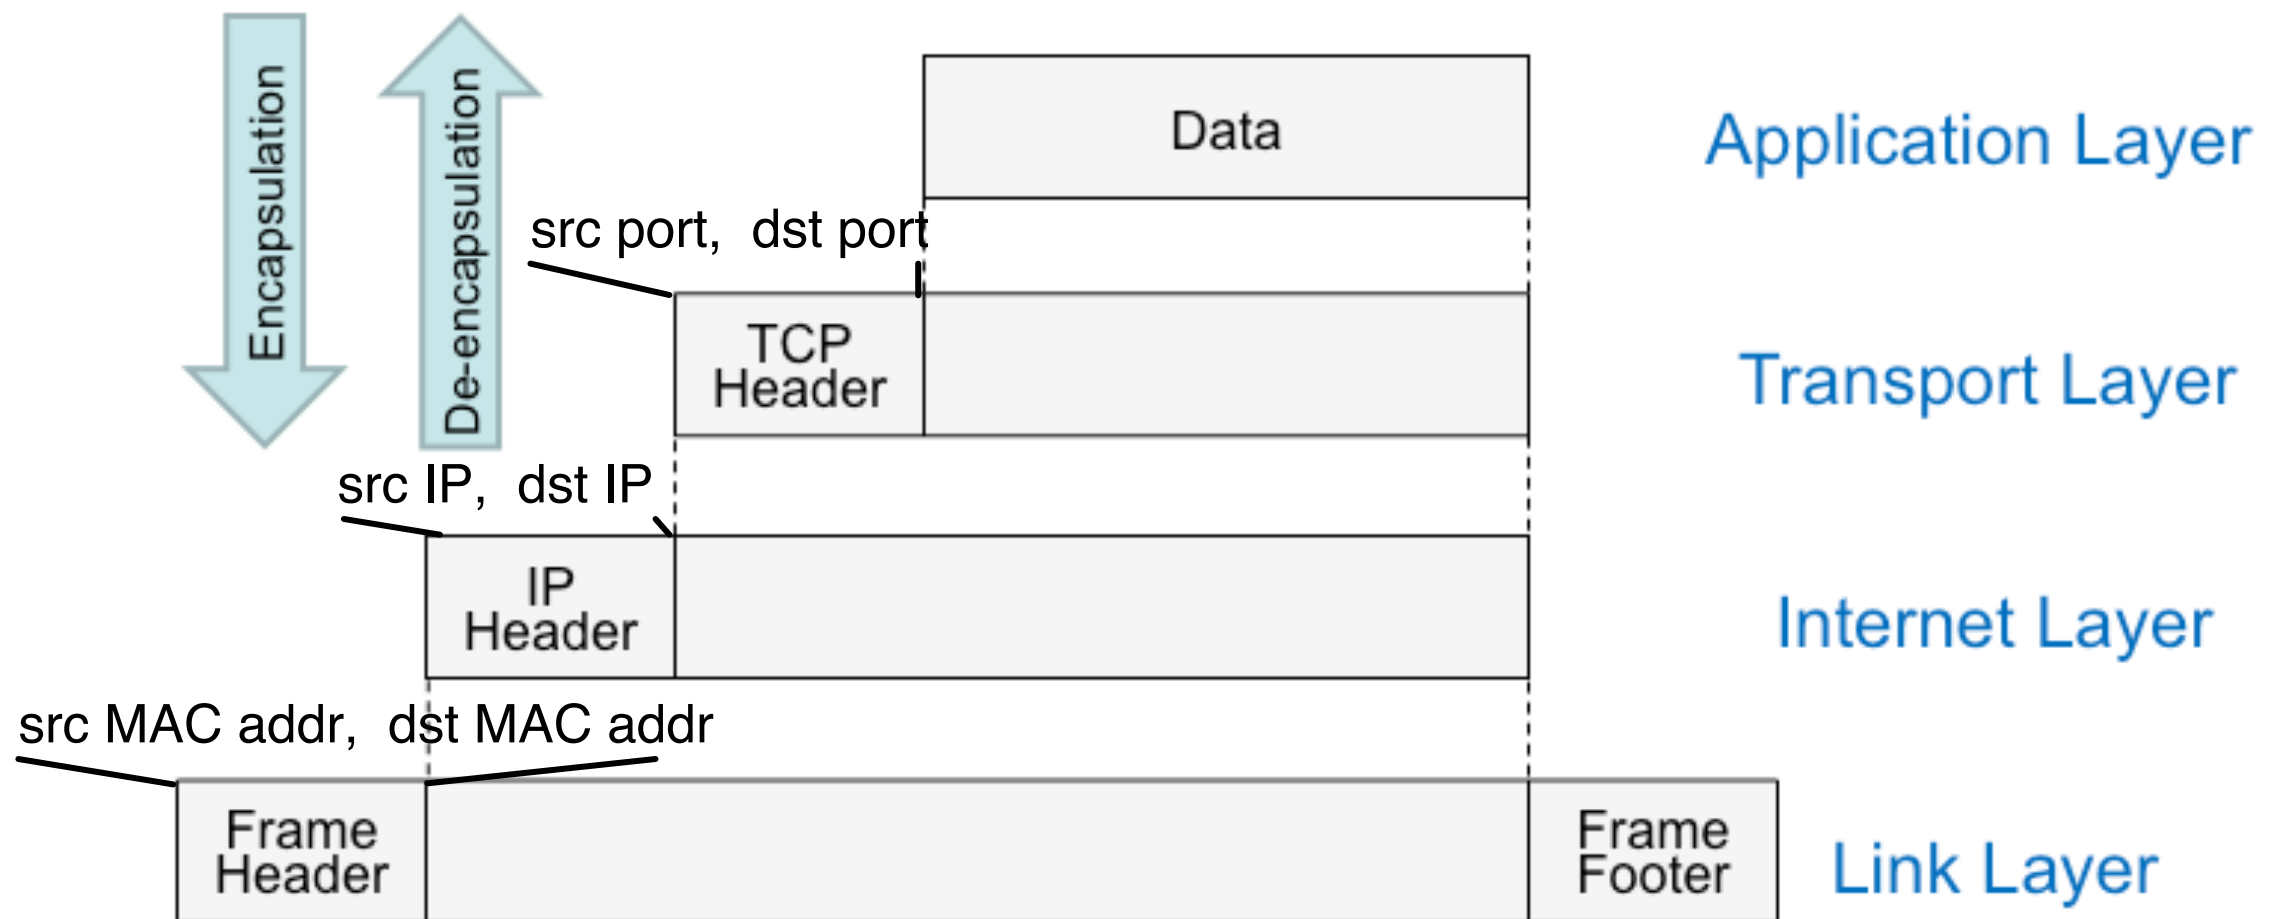 Encapsulation
De-encapsulation
Data
Application Layer
src port, dst port
TCP
Header
Transport Layer
src IP, dst IP
IP
Header
Internet Layer
src MAC addr, dst MAC addr
Frame
Header
Frame
Footer
Link Layer